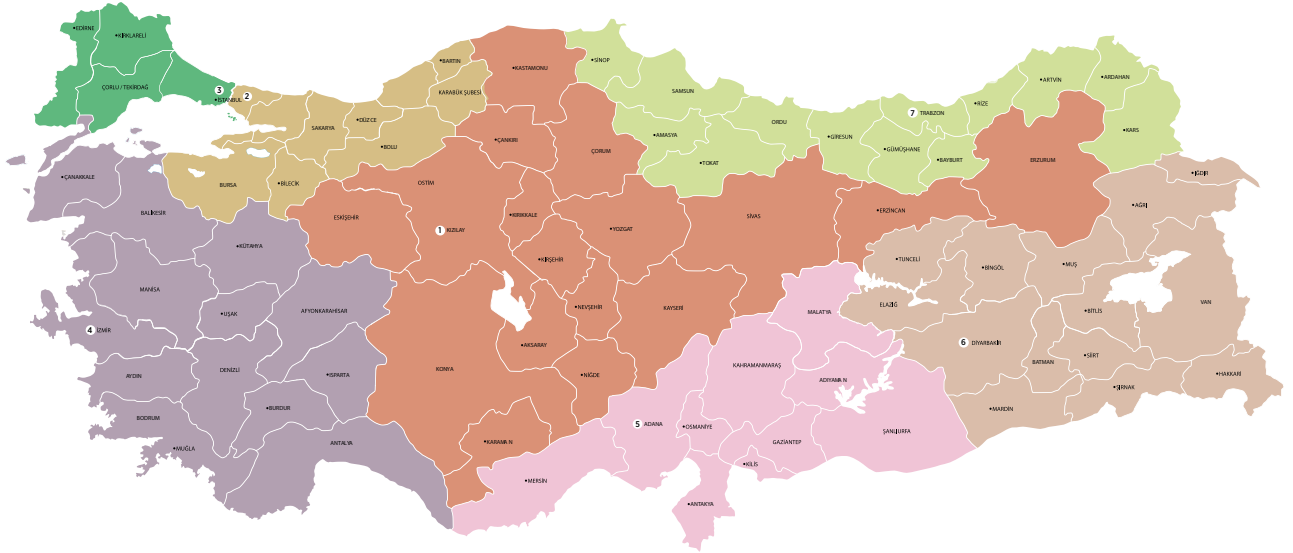 •EDİRNE
•KIRKLARELİ
ÇORLU / TEKİRDAĞ
3
•İSTANBUL
2
•BARTIN
KARABÜK ŞUBESİ
SAKARYA
•DÜZCE
•BOLU
BURSA
•BİLECİK
•KASTAMONU
•ÇANKIRI
ÇORUM
OSTİM
ESKİŞEHİR
1 KIZILAY
•KIRIKKALE
•YOZGAT
SİVAS
•KIRŞEHİR
•NEVŞEHİR
KAYSERİ
•AKSARAY
KONYA
•NİĞDE
•KARAMA N
•ERZİNCAN
ERZURUM
•SİNOP
SAMSUN
•AMASYA
ORDU
•TOKAT
•GİRESUN
7
TRABZON
•GÜMÜŞHANE
•BAYBURT
•RİZE
•ARTVİN
ARDAHAN
•KARS
•ÇANAKKALE
BALIKESİR
•KÜTAHYA
MANİSA
•UŞAK
AFYONKARAHİSAR
4 İZMİR
AYDIN
DENİZLİ
•ISPARTA
BODRUM
•BURDUR
•MUĞLA
ANTALYA
MALATYA
KAHRAMANMARAŞ
ADIYAMA N
5 ADANA
•OSMANİYE
GAZİANTEP
ŞANLIURFA
•KİLİS
•MERSİN
•ANTAKYA
•IĞDIR
•AĞRI
•TUNCELİ
•BİNGÖL
•MUŞ
ELAZIĞ
VAN
•BİTLİS
6 DİYARBAKIR
BATMAN
•SİİRT
•ŞIRNAK
•HAKKARİ
•MARDİN